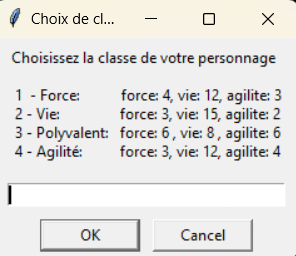 Choix de cl...
Choisissez la classe de votre personnage
1 - Force: force: 4, vie: 12, agilite: 3
2 - Vie: force: 3, vie: 15, agilite: 2
3 - Polyvalent: force: 6 , vie: 8 , agilite: 6
4 - Agilité: force: 3, vie: 12, agilite: 4
OK Cancel